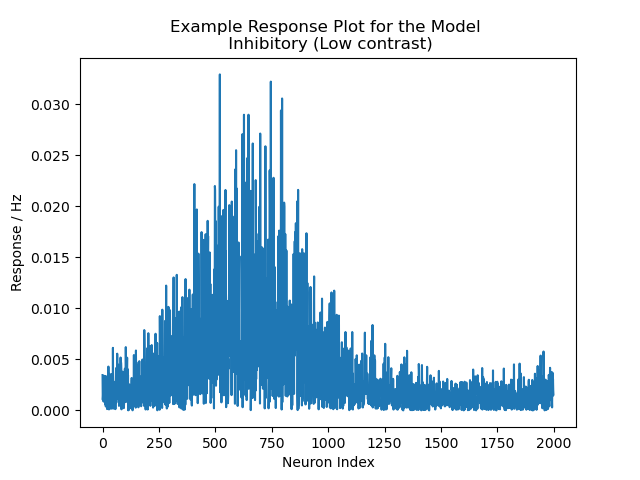 Example Response Plot for the Model
Inhibitory (Low contrast)
Response / Hz
0.030
0.025
0.020
0.015
0.010
0.005
0.000
0 250 500 750 1000 1250 1500 1750 2000
Neuron Index